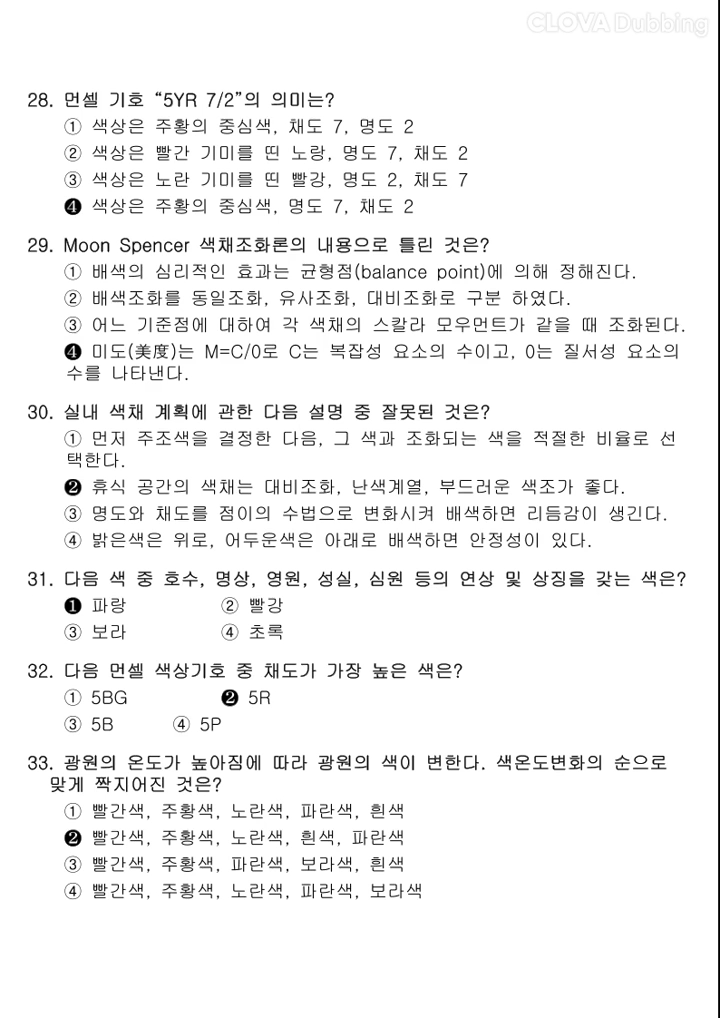 CLOVA Dubbing
28. 먼셀 기호 “5YR 7/2”의 의미는?
① 색상은 주황의 중심색, 채도 7, 명도 2
② 색상은 빨간 기미를 띤 노랑, 명도 7, 채도 2
③ 색상은 노란 기미를 띤 빨강, 명도 2, 채도 7
❹ 색상은 주황의 중심색, 명도 7, 채도 2
29. Moon Spencer 색채조화론의 내용으로 틀린 것은?
① 배색의 심리적인 효과는 균형점(balance point)에 의해 정해진다.
② 배색조화를 동일조화, 유사조화, 대비조화로 구분 하였다.
③ 어느 기준점에 대하여 각 색채의 스칼라 모우먼트가 같을 때 조화된다.
❹ 미도(美度)는 M=C/0로 C는 복잡성 요소의 수이고, 0는 질서성 요소의
수를 나타낸다.
30. 실내 색채 계획에 관한 다음 설명 중 잘못된 것은?
① 먼저 주조색을 결정한 다음, 그 색과 조화되는 색을 적절한 비율로 선
택한다.
❷ 휴식 공간의 색채는 대비조화, 난색계열, 부드러운 색조가 좋다.
③ 명도와 채도를 점이의 수법으로 변화시켜 배색하면 리듬감이 생긴다.
④ 밝은색은 위로, 어두운색은 아래로 배색하면 안정성이 있다.
31. 다음 색 중 호수, 명상, 영원, 성실, 심원 등의 연상 및 상징을 갖는 색은?
❶ 파랑 ② 빨강
③ 보라 ④ 초록
32. 다음 먼셀 색상기호 중 채도가 가장 높은 색은?
① 5BG ❷ 5R
③ 5B ④ 5P
33. 광원의 온도가 높아짐에 따라 광원의 색이 변한다. 색온도변화의 순으로
맞게 짝지어진 것은?
① 빨간색, 주황색, 노란색, 파란색, 흰색
❷ 빨간색, 주황색, 노란색, 흰색, 파란색
③ 빨간색, 주황색, 파란색, 보라색, 흰색
④ 빨간색, 주황색, 노란색, 파란색, 보라색